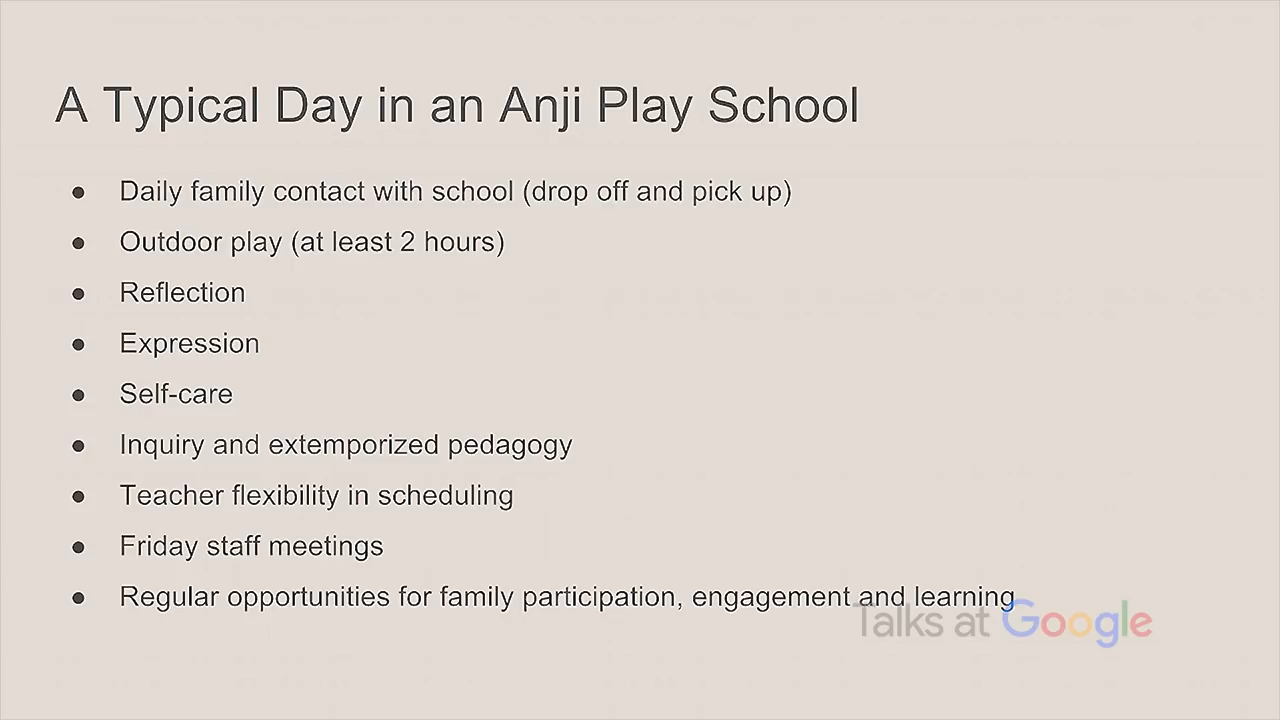 A Typical Day in an Anji Play School
● Daily family contact with school (drop off and pick up)
● Outdoor play (at least 2 hours)
● Reflection
● Expression
● Self-care
● Inquiry and extemporized pedagogy
● Teacher flexibility in scheduling
● Friday staff meetings
● Regular opportunities for family participation, engagement and learning
Talks at Google